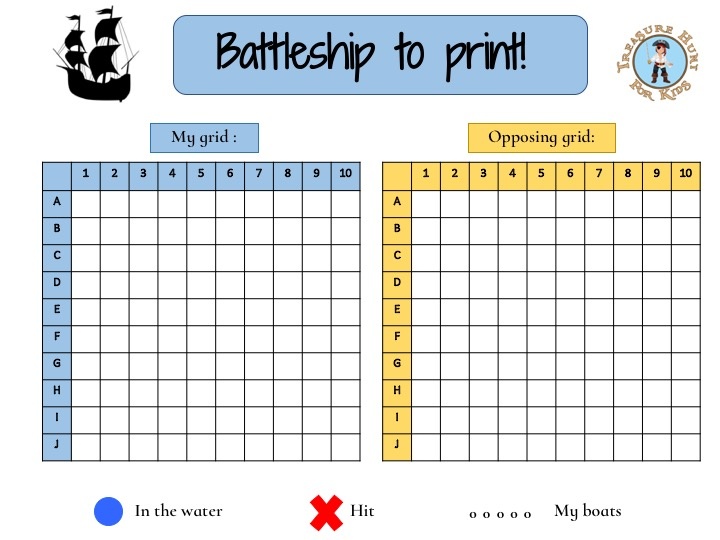 Battleship to print!
TREASURE HUNT
FOR KIDS
My grid :
Opposing grid:
1 2 3 4 5 6 7 8 9 10
A
B
C
D
E
F
G
H
I
J
1 2 3 4 5 6 7 8 9 10
A
B
C
D
E
F
G
H
I
J
In the water
Hit
o o o o o My boats